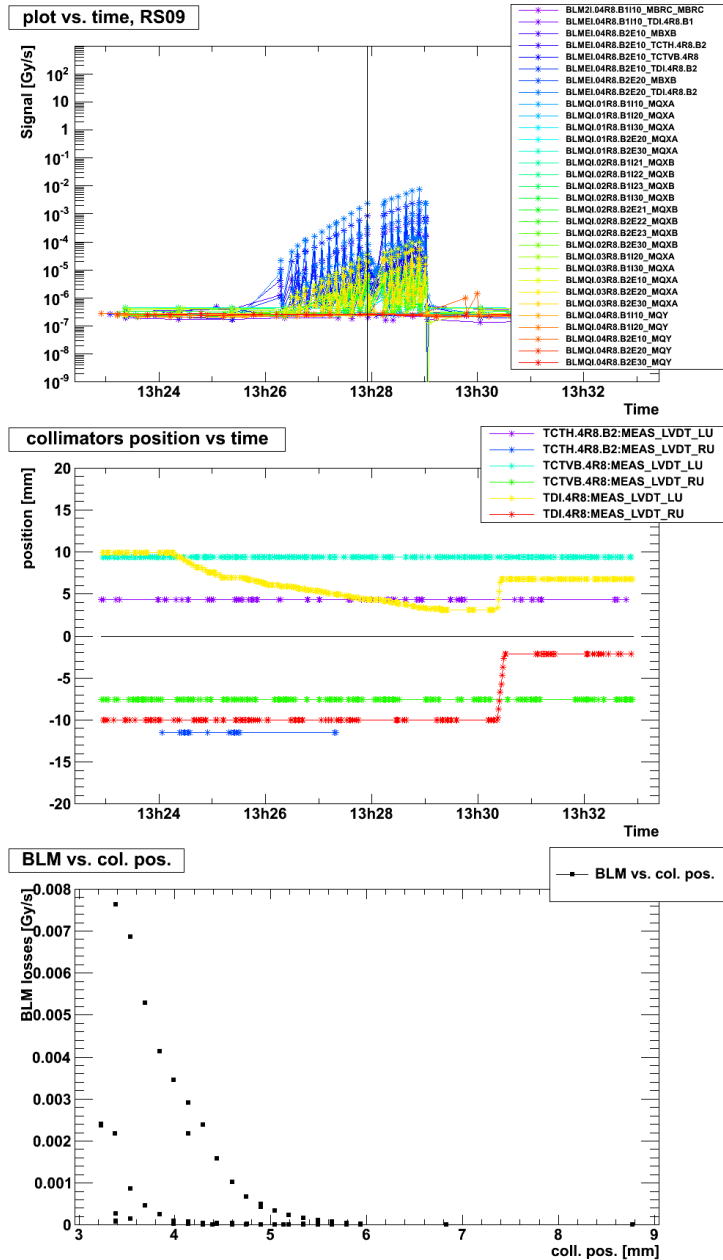 plot vs. time, RS09
Signal [Gy/s]
10²
10
1
10⁻¹
10⁻²
10⁻³
10⁻⁴
10⁻⁵
10⁻⁶
10⁻⁷
10⁻⁸
10⁻⁹
13h24
13h26
13h28
13h30
13h32
Time
BLM2I.04R8.B1I10_MBRC_MBRC
BLMEI.04R8.B1I10_TDI.4R8.B1
BLMEI.04R8.B2E10_MBXB
BLMEI.04R8.B2E10_TCTH.4R8.B2
BLMEI.04R8.B2E10_TCTVB.4R8
BLMEI.04R8.B2E10_TDI.4R8.B2
BLMEI.04R8.B2E20_MBXB
BLMEI.04R8.B2E20_TDI.4R8.B2
BLMQI.01R8.B1I10_MQXA
BLMQI.01R8.B1I20_MQXA
BLMQI.01R8.B1I30_MQXA
BLMQI.01R8.B2E20_MQXA
BLMQI.01R8.B2E30_MQXA
BLMQI.02R8.B1I21_MQXB
BLMQI.02R8.B1I22_MQXB
BLMQI.02R8.B1I23_MQXB
BLMQI.02R8.B1I30_MQXB
BLMQI.02R8.B2E21_MQXB
BLMQI.02R8.B2E22_MQXB
BLMQI.02R8.B2E23_MQXB
BLMQI.02R8.B2E30_MQXB
BLMQI.03R8.B1I20_MQXA
BLMQI.03R8.B1I30_MQXA
BLMQI.03R8.B2E10_MQXA
BLMQI.03R8.B2E20_MQXA
BLMQI.03R8.B2E30_MQXA
BLMQI.04R8.B1I10_MQY
BLMQI.04R8.B1I20_MQY
BLMQI.04R8.B2E10_MQY
BLMQI.04R8.B2E20_MQY
BLMQI.04R8.B2E30_MQY
collimators position vs time
position [mm]
20
15
10
5
0
-5
-10
-15
-20
13h24
13h26
13h28
13h30
13h32
Time
TCTH.4R8.B2:MEAS_LVDT_LU
TCTH.4R8.B2:MEAS_LVDT_RU
TCTVB.4R8:MEAS_LVDT_LU
TCTVB.4R8:MEAS_LVDT_RU
TDI.4R8:MEAS_LVDT_LU
TDI.4R8:MEAS_LVDT_RU
BLM vs. col. pos.
BLM vs. col. pos.
BLM losses [Gy/s]
0.008
0.007
0.006
0.005
0.004
0.003
0.002
0.001
0
3
4
5
6
7
8
9
coll. pos. [mm]